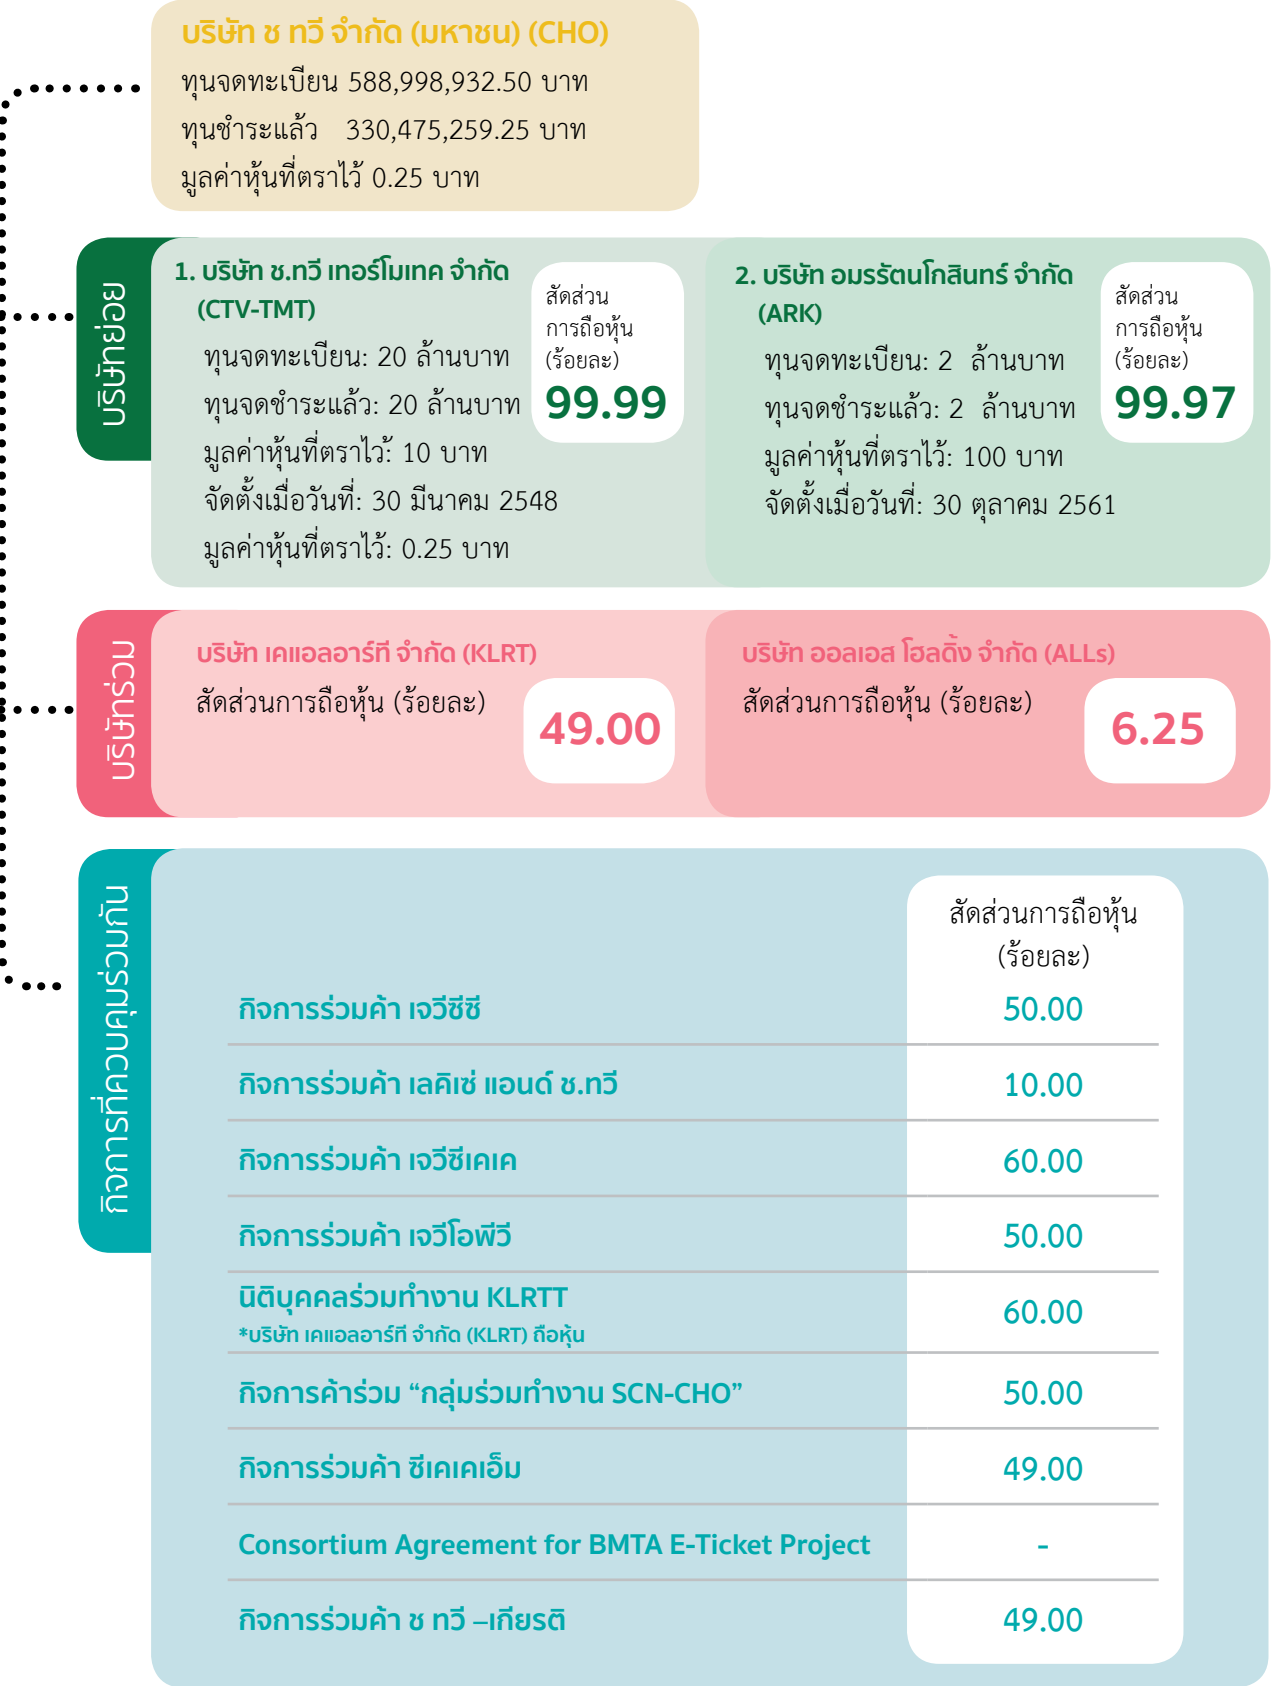 บริษัท ช ทวี จำกัด (มหาชน) (CHO)
ทุนจดทะเบียน 588,998,932.50 บาท
ทุนชำระแล้ว 330,475,259.25 บาท
มูลค่าหุ้นที่ตราไว้ 0.25 บาท
บริษัทย่อย
1. บริษัท ช.ทวี เทอร์โมเทค จำกัด
(CTV-TMT)
ทุนจดทะเบียน: 20 ล้านบาท
ทุนจดชำระแล้ว: 20 ล้านบาท
มูลค่าหุ้นที่ตราไว้: 10 บาท
จัดตั้งเมื่อวันที่: 30 มีนาคม 2548
มูลค่าหุ้นที่ตราไว้: 0.25 บาท
สัดส่วน
การถือหุ้น
(ร้อยละ)
99.99
2. บริษัท อมรรัตนโกสินทร์ จำกัด
(ARK)
ทุนจดทะเบียน: 2 ล้านบาท
ทุนจดชำระแล้ว: 2 ล้านบาท
มูลค่าหุ้นที่ตราไว้: 100 บาท
จัดตั้งเมื่อวันที่: 30 ตุลาคม 2561
สัดส่วน
การถือหุ้น
(ร้อยละ)
99.97
บริษัทร่วม
บริษัท เคแอลอาร์ที จำกัด (KLRT)
สัดส่วนการถือหุ้น (ร้อยละ)
49.00
บริษัท ออลเอส โฮลดิ้ง จำกัด (ALLs)
สัดส่วนการถือหุ้น (ร้อยละ)
6.25
กิจการที่ควบคุมร่วมกัน
สัดส่วนการถือหุ้น
(ร้อยละ)
กิจการร่วมค้า เจวีซีซี 50.00
กิจการร่วมค้า เลคิเซ่ แอนด์ ช.ทวี 10.00
กิจการร่วมค้า เจวีซีเคเค 60.00
กิจการร่วมค้า เจวีโอพีวี 50.00
นิติบุคคลร่วมทำงาน KLRTT 60.00
*บริษัท เคแอลอาร์ที จำกัด (KLRT) ถือหุ้น
กิจการค้าร่วม “กลุ่มร่วมทำงาน SCN-CHO” 50.00
กิจการร่วมค้า ซีเคเคเอ็ม 49.00
Consortium Agreement for BMTA E-Ticket Project -
กิจการร่วมค้า ช ทวี –เกียรติ 49.00